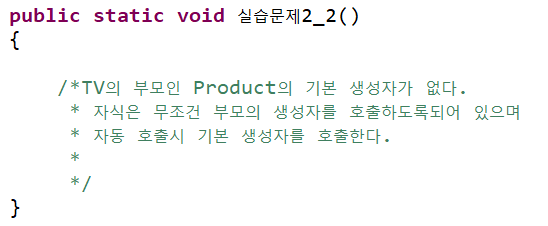 public static void 실습문제2_2()
{
/*TV의 부모인 Product의 기본 생성자가 없다.
* 자식은 무조건 부모의 생성자를 호출하도록되어 있으며
* 자동 호출시 기본 생성자를 호출한다.
*
*/
}